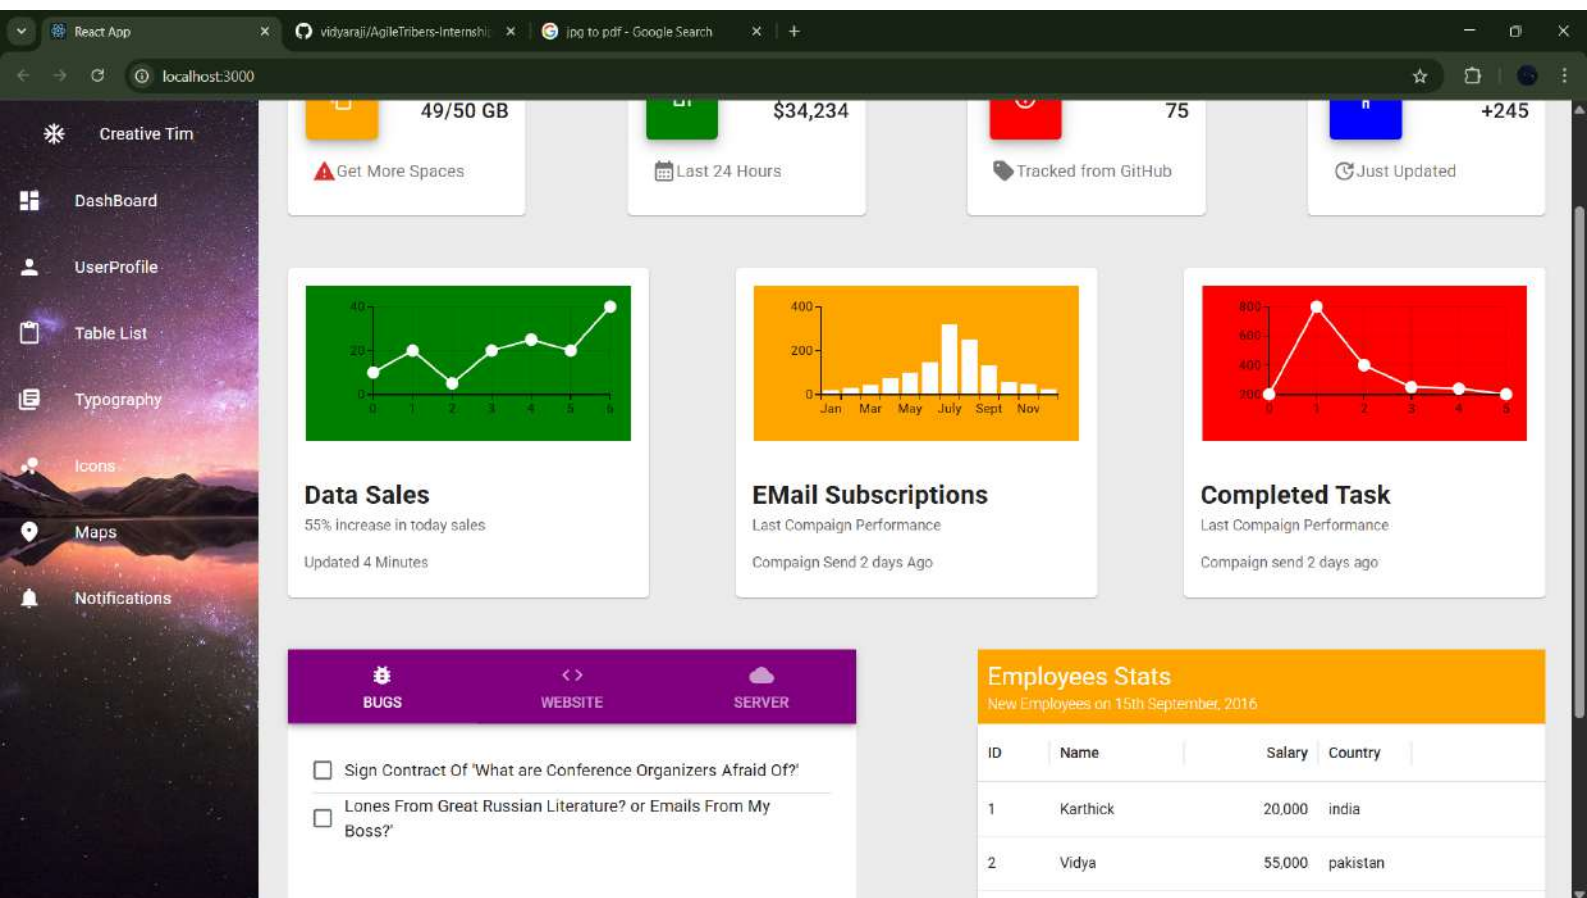 React App
vidyaraji/AgileTribers-Internshi
jpg to pdf - Google Search
localhost:3000
Creative Tim
DashBoard
UserProfile
Table List
Typography
Icons
Maps
Notifications
49/50 GB
$34,234
75
+245
Get More Spaces
Last 24 Hours
Tracked from GitHub
Just Updated
40
20
0
0 1 2 3 4 5 6
Data Sales
55% increase in today sales
Updated 4 Minutes
400
200
0
Jan Mar May July Sept Nov
EMail Subscriptions
Last Compaign Performance
Compaign Send 2 days Ago
800
600
400
200
0 1 2 3 4 5
Completed Task
Last Compaign Performance
Compaign send 2 days ago
BUGS WEBSITE SERVER
Sign Contract Of 'What are Conference Organizers Afraid Of?'
Lones From Great Russian Literature? or Emails From My
Boss?'
Employees Stats
New Employees on 15th September, 2016
ID Name Salary Country
1 Karthick 20,000 india
2 Vidya 55,000 pakistan